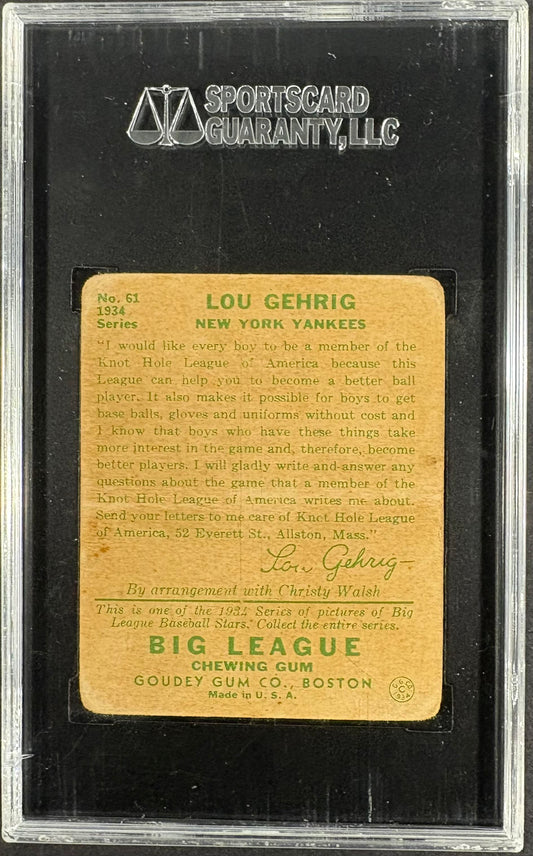 SPORTSCARD
GUARANTY, LLC
No. 61
1934
Series
LOU GEHRIG
NEW YORK YANKEES
"I would like every boy to be a member of the
Knot Hole League of America because this
League can help you to become a better ball
player. It also makes it possible for boys to get
base balls, gloves and uniforms without cost and
I know that boys who have these things take
more interest in the game and, therefore, become
better players. I will gladly write and answer any
questions about the game that a member of the
Knot Hole League of America writes me about.
Send your letters to me care of Knot Hole League
of America, 52 Everett St., Allston, Mass."
Lou Gehrig
By arrangement with Christy Walsh
This is one of the 1934 Series of pictures of Big
League Baseball Stars. Collect the entire series.
BIG LEAGUE
CHEWING GUM
GOUDEY GUM CO., BOSTON
Made in U. S. A.